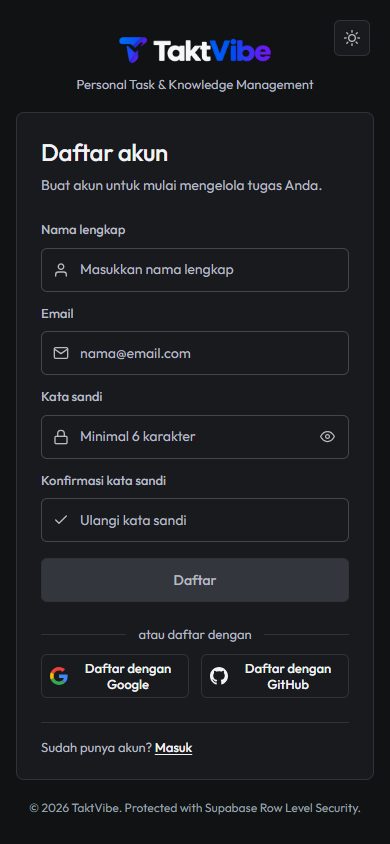 TaktVibe
Personal Task & Knowledge Management
Daftar akun
Buat akun untuk mulai mengelola tugas Anda.
Nama lengkap
Masukkan nama lengkap
Email
nama@email.com
Kata sandi
Minimal 6 karakter
Konfirmasi kata sandi
Ulangi kata sandi
Daftar
atau daftar dengan
Daftar dengan
Google
Daftar dengan
GitHub
Sudah punya akun? Masuk
© 2026 TaktVibe. Protected with Supabase Row Level Security.